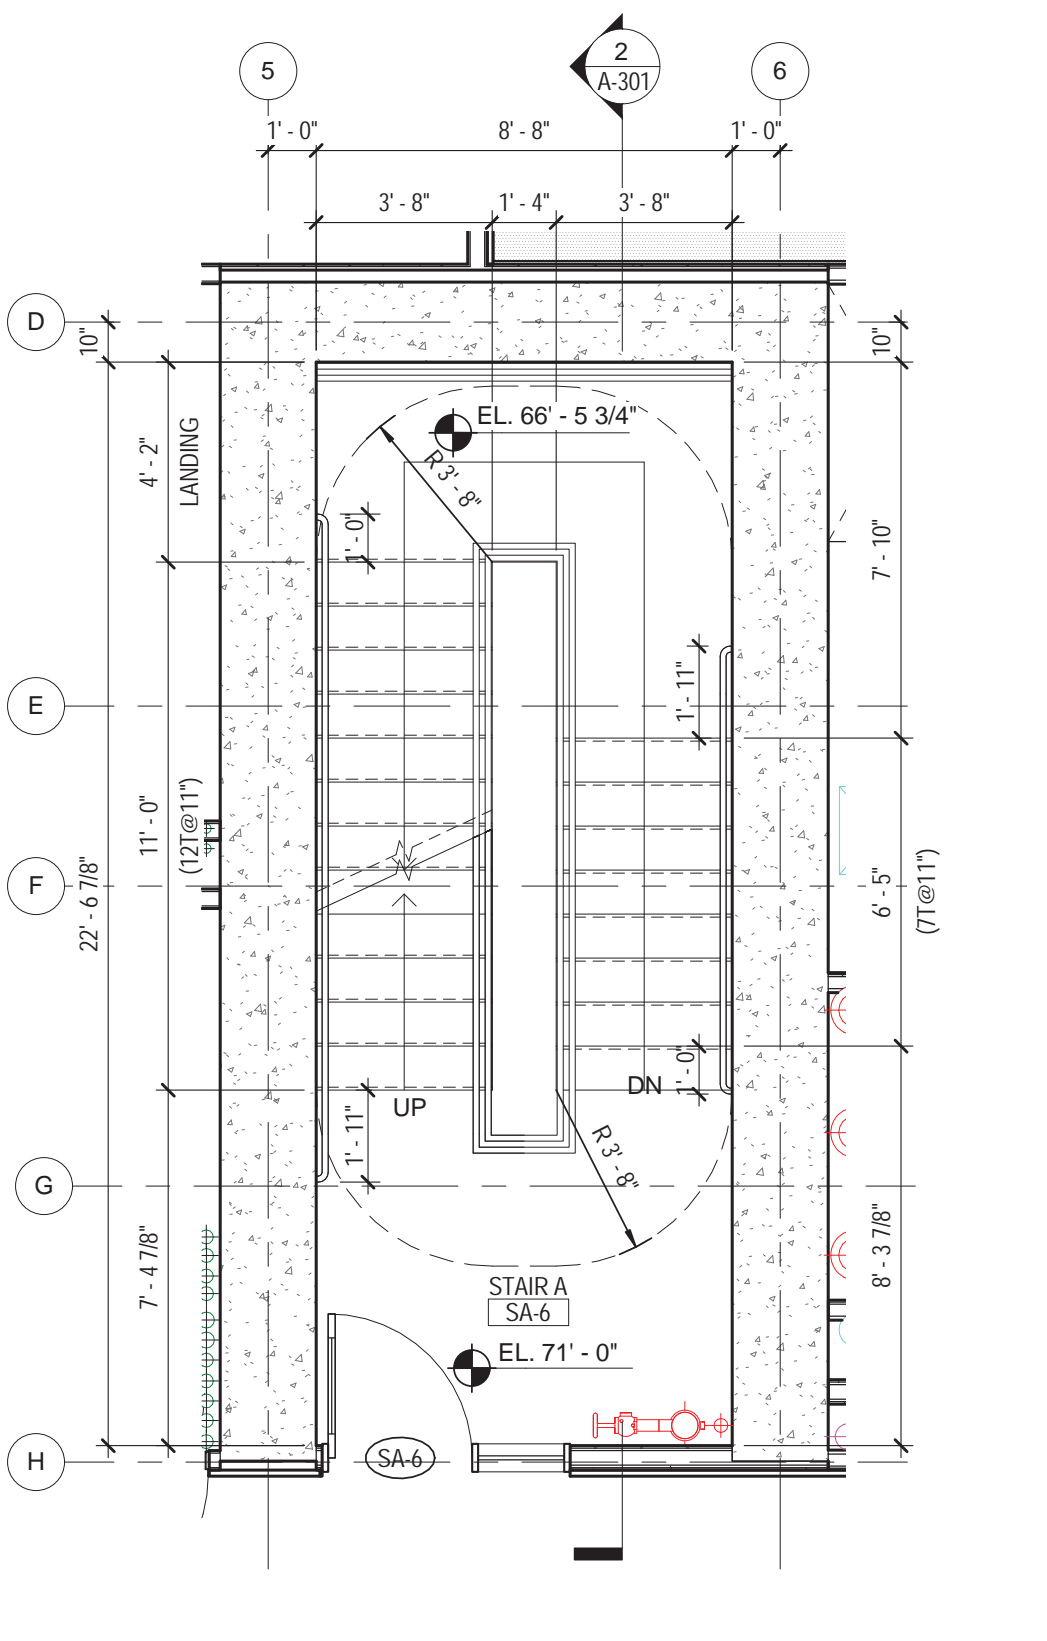 2
5
6
A-301
1' - 0"
8' - 8"
1' - 0"
3' - 8"
1' - 4"
3' - 8"
D
10"
10"
EL. 66' - 5 3/4"
4' - 2"
LANDING
R 3' - 8"
1' - 0"
7' - 10"
1' - 11"
E
11' - 0"
(12T@11")
F
22' - 6 7/8"
6' - 5"
(7T@11")
UP
DN
1' - 0"
1' - 11"
R 3' - 8"
G
7' - 4 7/8"
8' - 3 7/8"
STAIR A
SA-6
EL. 71' - 0"
H
SA-6